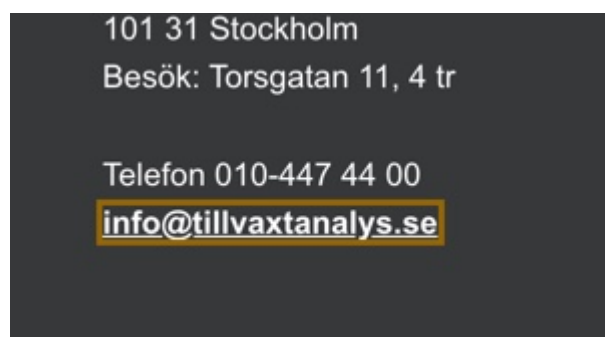 101 31 Stockholm
Besök: Torsgatan 11, 4 tr
Telefon 010-447 44 00
info@tillvaxtanalys.se